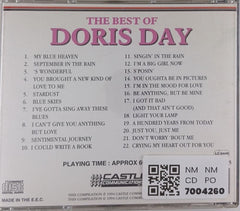 THE BEST OF
DORIS DAY
1 MY BLUE HEAVEN
2 SEPTEMBER IN THE RAIN
3 'S WONDERFUL
4 YOU BROUGHT A NEW KIND OF
LOVE TO ME
5 STARDUST
6 BLUE SKIES
7 I'VE GOTTA SING AWAY THESE
BLUES
8 I CAN'T GIVE YOU ANYTHING
BUT LOVE
9 SENTIMENTAL JOURNEY
10 I COULD WRITE A BOOK
11 SINGIN' IN THE RAIN
12 I'M A BIG GIRL NOW
13 S'POSIN
14 YOU OUGHTA BE IN PICTURES
15 I'M IN THE MOOD FOR LOVE
16 BE ANYTHING, BUT BE MINE
17 I GOT IT BAD
(AND THAT AIN'T GOOD)
18 LIGHT YOUR LAMP
19 A HUNDRED YEARS FROM TODAY
20 JUST YOU, JUST ME
21 DON'T WORRY 'BOUT ME
22 CRYING MY HEART OUT FOR YOU
PLAYING TIME : APPROX 6
CASTLE
COMMUNICATIONS
MADE IN THE E.E.C.
NM NM
CD PO
7004260